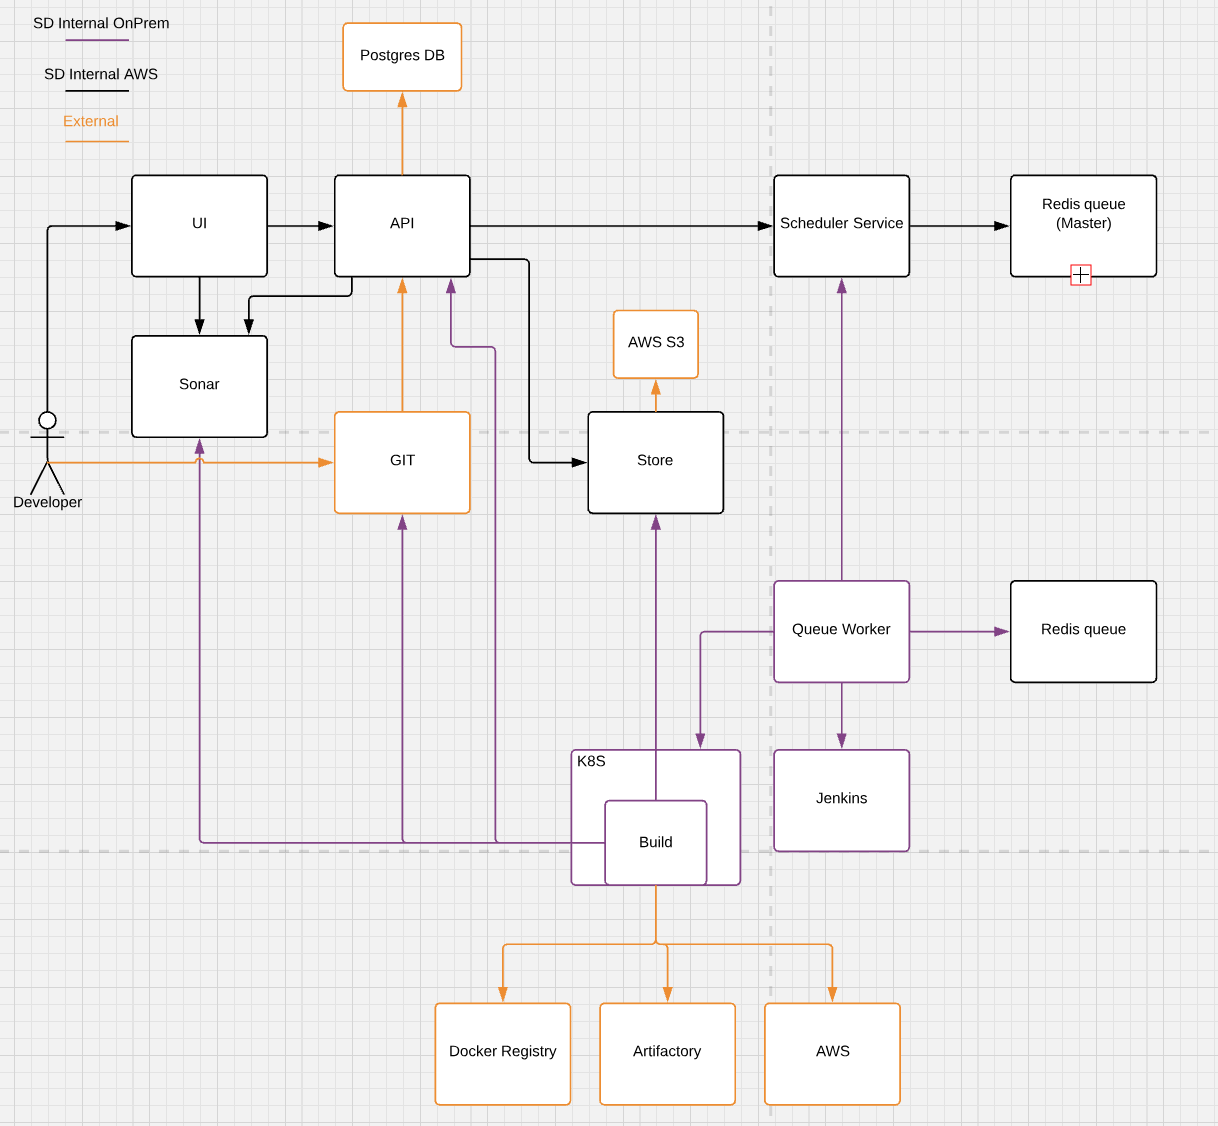 SD Internal OnPrem
SD Internal AWS
External
Postgres DB
UI
API
Scheduler Service
Redis queue
(Master)
AWS S3
Sonar
GIT
Store
Developer
Queue Worker
Redis queue
K8S
Jenkins
Build
Docker Registry
Artifactory
AWS